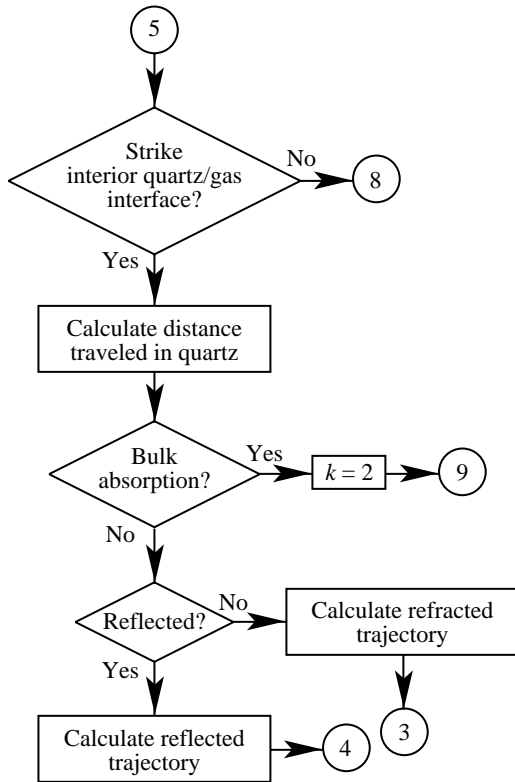 5
Strike
interior quartz/gas
interface?
No
8
Yes
Calculate distance
traveled in quartz
Bulk
absorption?
Yes
k = 2
9
No
Reflected?
No
Calculate refracted
trajectory
Yes
3
Calculate reflected
trajectory
4